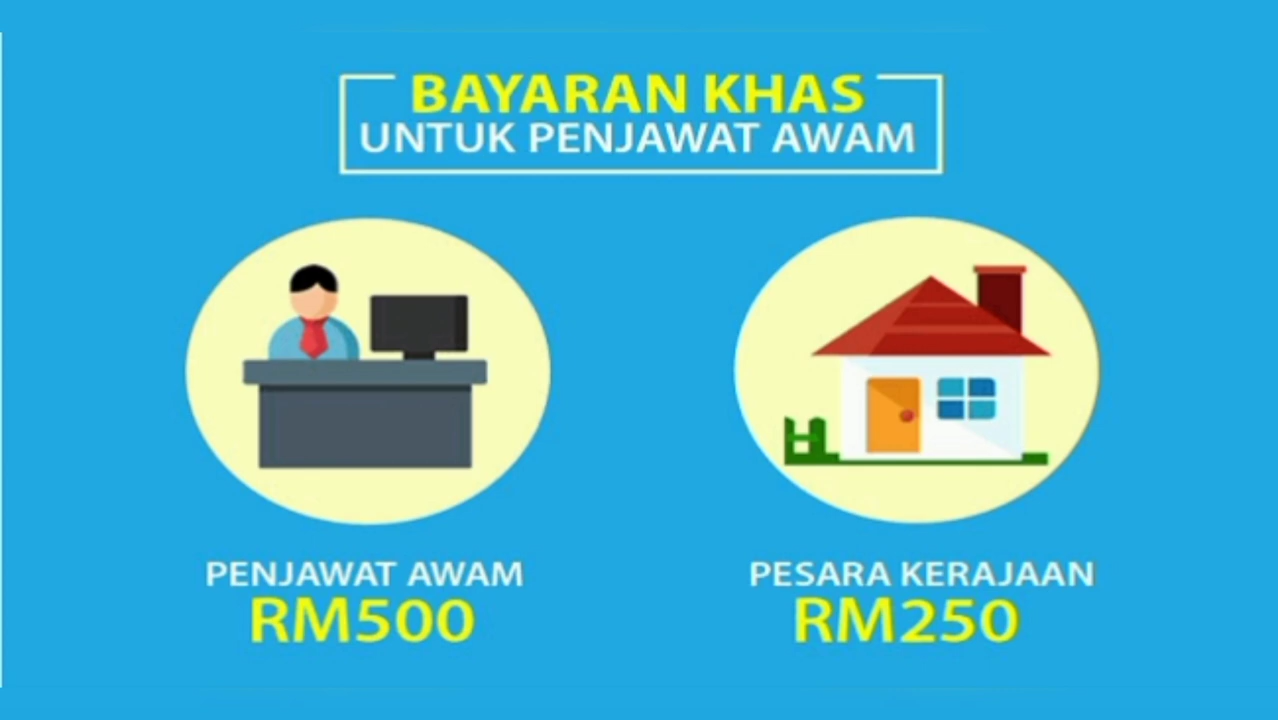 BAYARAN KHAS
UNTUK PENJAWAT AWAM
PENJAWAT AWAM
RM500
PESARA KERAJAAN
RM250